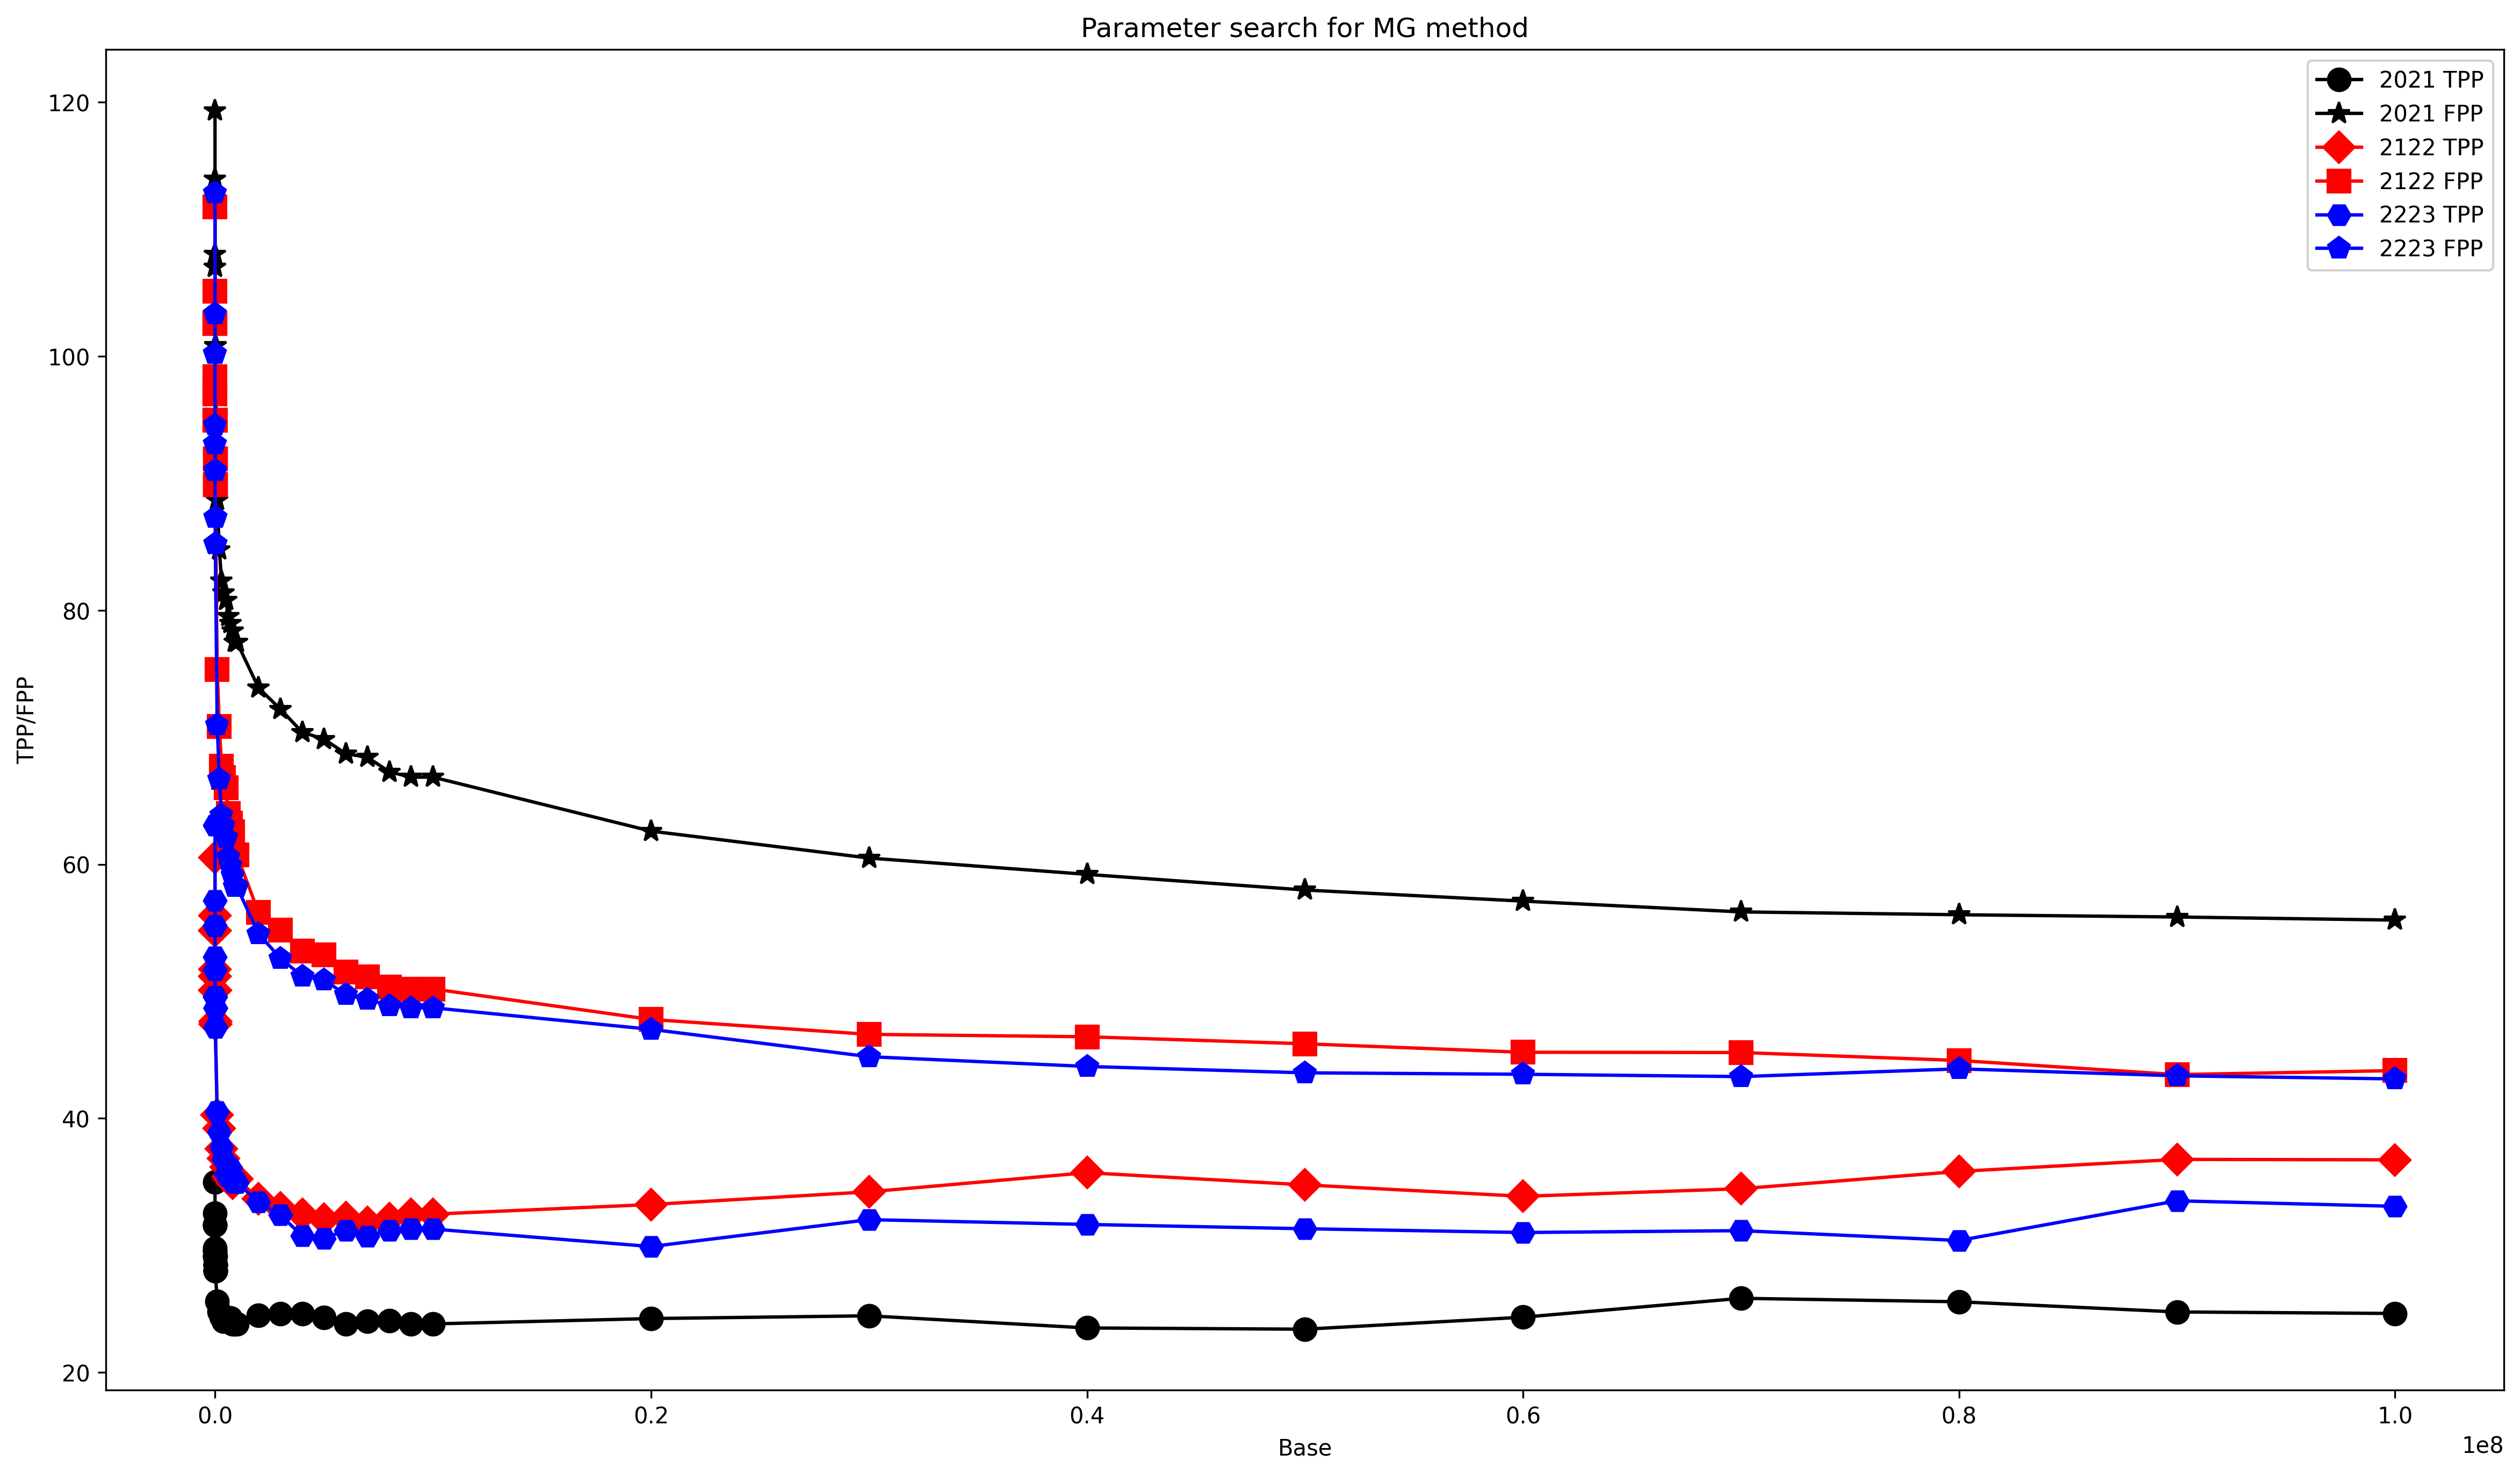 Parameter search for MG method
120
100
80
60
40
20
TPP/FPP
2021 TPP
2021 FPP
2122 TPP
2122 FPP
2223 TPP
2223 FPP
0.0 0.2 0.4 0.6 0.8 1.0
Base
1e8